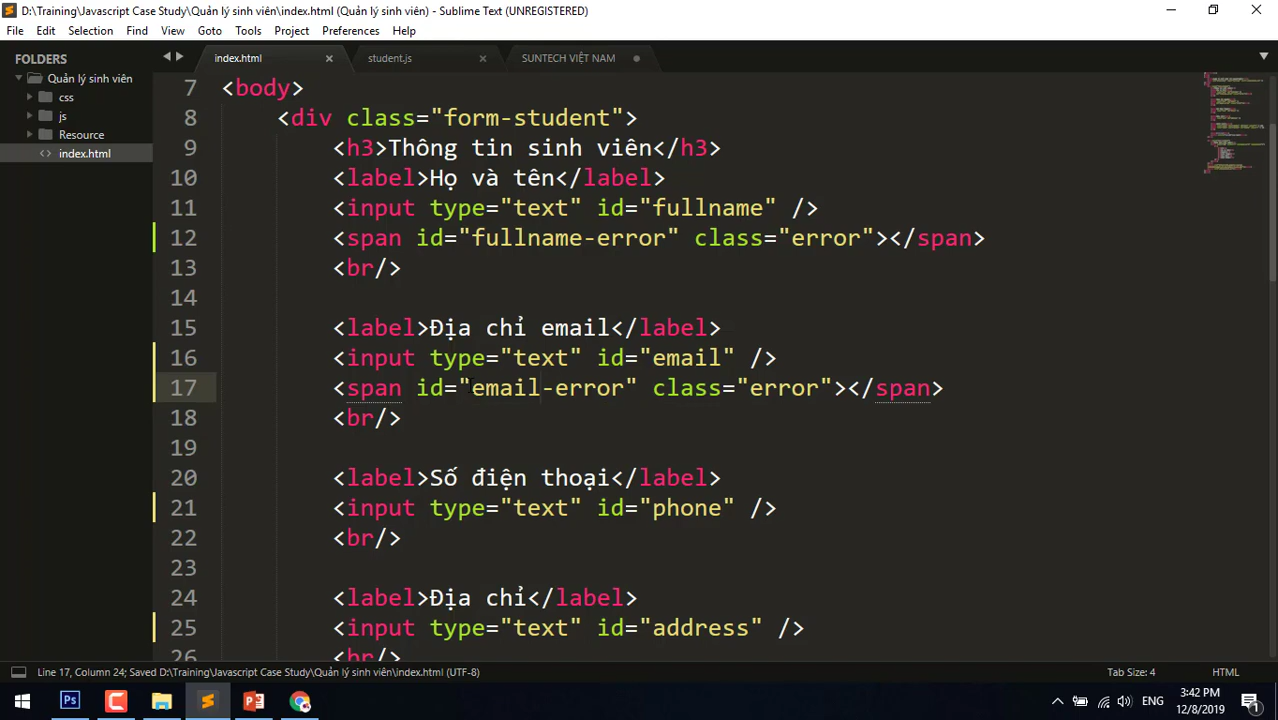 D:\Training\Javascript Case Study\Quản lý sinh viên\index.html (Quản lý sinh viên) - Sublime Text (UNREGISTERED)
File Edit Selection Find View Goto Tools Project Preferences Help
FOLDERS
Quản lý sinh viên
css
js
Resource
index.html
index.html student.js SUNTECH VIỆT NAM
7 <body>
8 <div class="form-student">
9 <h3>Thông tin sinh viên</h3>
10 <label>Họ và tên</label>
11 <input type="text" id="fullname" />
12 <span id="fullname-error" class="error"></span>
13 <br/>
14
15 <label>Địa chỉ email</label>
16 <input type="text" id="email" />
17 <span id="email-error" class="error"></span>
18 <br/>
19
20 <label>Số điện thoại</label>
21 <input type="text" id="phone" />
22 <br/>
23
24 <label>Địa chỉ</label>
25 <input type="text" id="address" />
26 <br/>
Line 17, Column 24; Saved D:\Training\Javascript Case Study\Quản lý sinh viên\index.html (UTF-8) Tab Size: 4 HTML
Ps P ENG 3:42 PM
12/8/2019 1